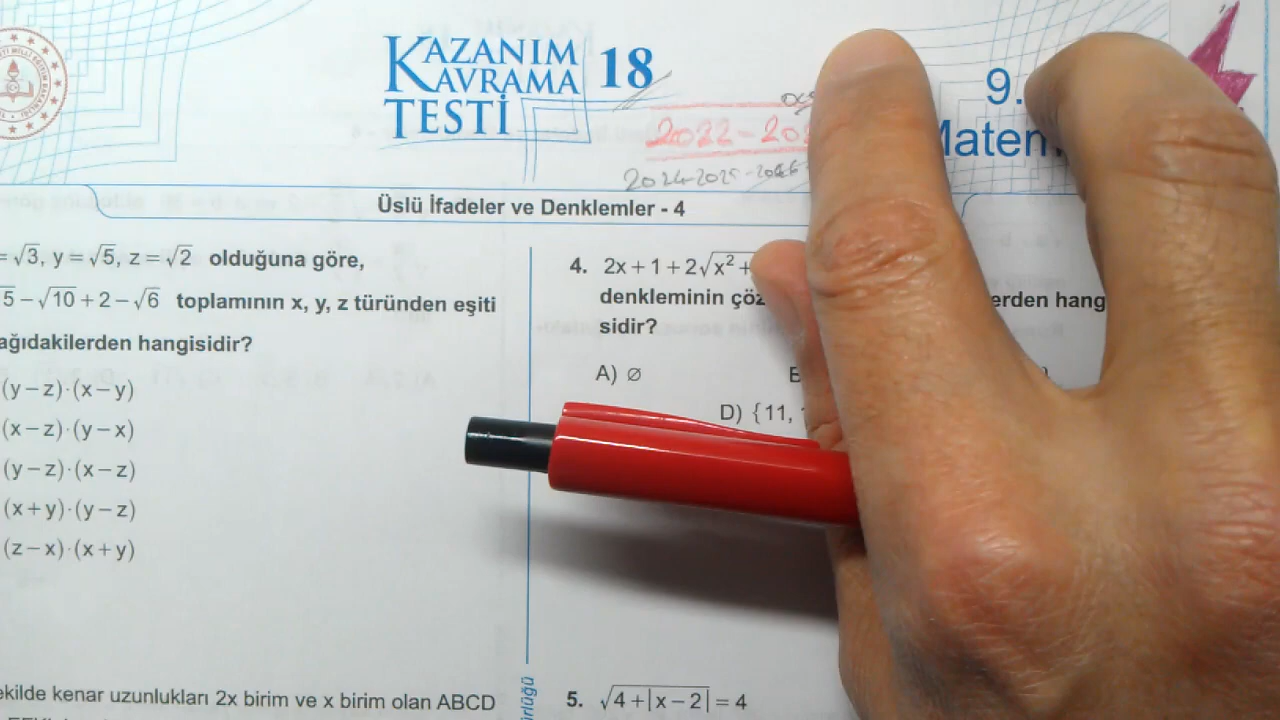 KAZANIM
KAVRAMA
TESTİ
18
9.
2022-202
2024-2025-2026
Üslü İfadeler ve Denklemler - 4
= √3, y = √5, z = √2 olduğuna göre,
√5 − √10 + 2 − √6 toplamının x, y, z türünden eşiti
ağıdakilerden hangisidir?
(y − z)·(x − y)
(x − z)·(y − x)
(y − z)·(x − z)
(x + y)·(y − z)
(z − x)·(x + y)
ekilde kenar uzunlukları 2x birim ve x birim olan ABCD
4. 2x + 1 + 2√x² +
denkleminin çöz erden hang
sidir?
A) ∅
D) {11,
5. √4 + |x − 2| = 4